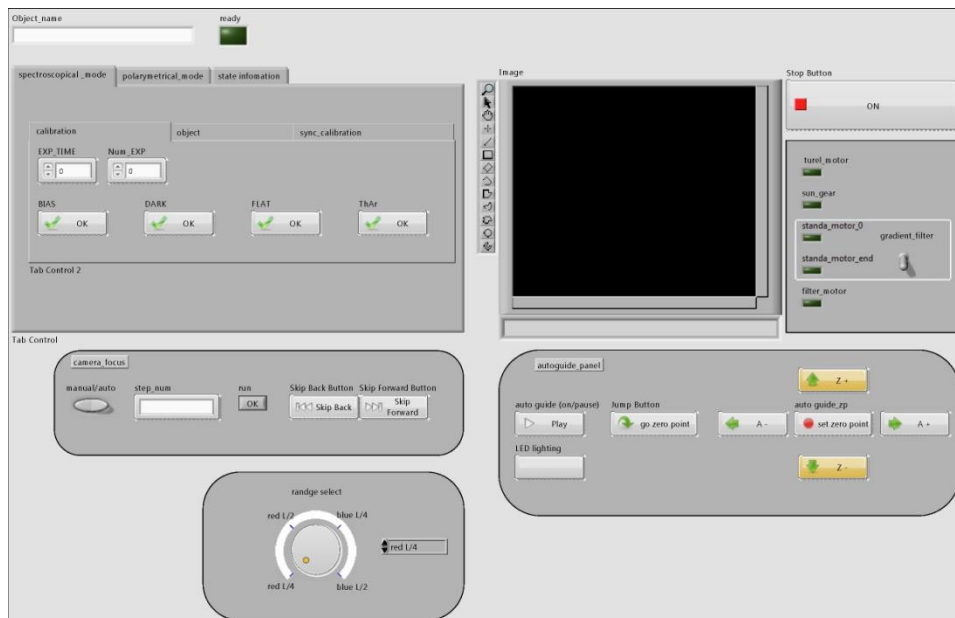 Object_name
ready
spectroscopical _mode
polarymetrical_mode
state infomation
calibration
object
sync_calibration
EXP_TIME
Num_EXP
0
0
BIAS
DARK
FLAT
ThAr
OK
OK
OK
OK
Tab Control 2
Tab Control
Image
Stop Button
ON
turel_motor
sun_gear
standa_motor_0
gradient_filter
standa_motor_end
filter_motor
camera_focus
manual/auto
step_num
run
Skip Back Button
Skip Forward Button
OK
Skip Back
Skip
Forward
autoguide_panel
Z +
auto guide (on/pause)
Jump Button
auto guide_zp
Play
go zero point
A -
set zero point
A +
LED lighting
Z -
randge select
red L/2
blue L/4
red L/4
red L/4
blue L/2